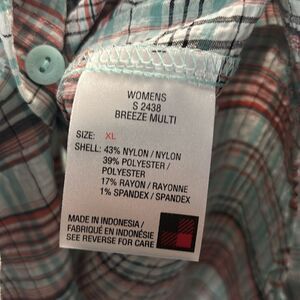 WOMENS
S 2438
BREEZE MULTI
SIZE: XL
SHELL: 43% NYLON / NYLON
39% POLYESTER /
POLYESTER
17% RAYON / RAYONNE
1% SPANDEX / SPANDEX
MADE IN INDONESIA /
FABRIQUÉ EN INDONÉSIE
SEE REVERSE FOR CARE